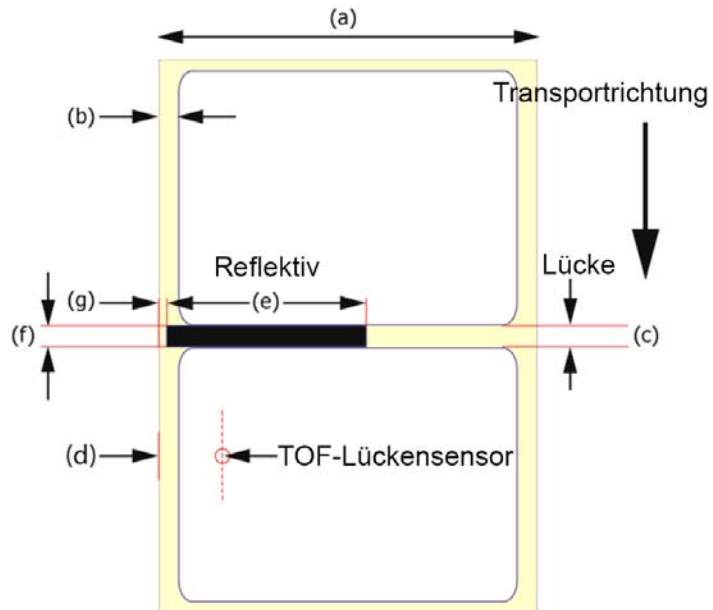 (a)
Transportrichtung
(b)
Reflektiv
Lücke
(g)
(e)
(f)
(c)
(d)
TOF-Lückensensor